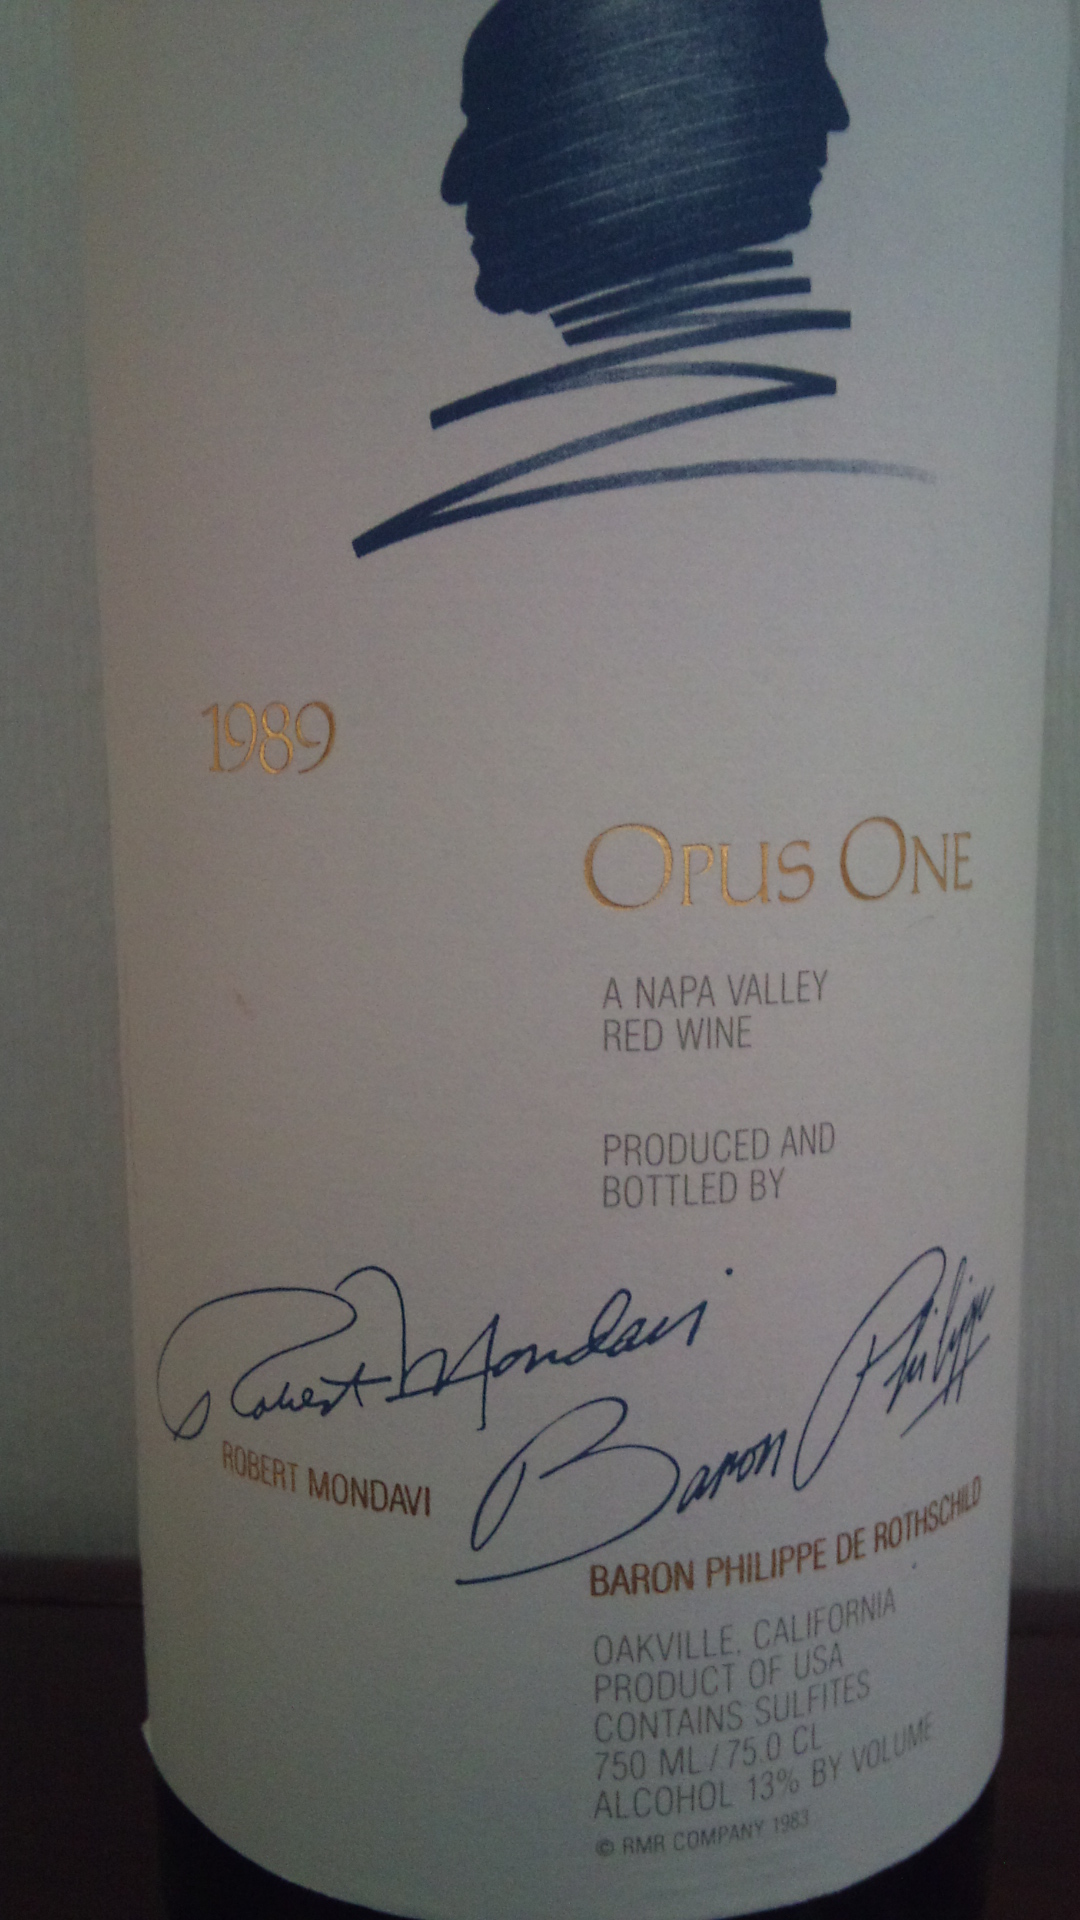 1989
OPUS ONE
A NAPA VALLEY
RED WINE
PRODUCED AND
BOTTLED BY
Robert Mondavi
Baron Philippe
ROBERT MONDAVI
BARON PHILIPPE DE ROTHSCHILD
OAKVILLE, CALIFORNIA
PRODUCT OF USA
CONTAINS SULFITES
750 ML / 75.0 CL
ALCOHOL 13% BY VOLUME
© RMR COMPANY 1983